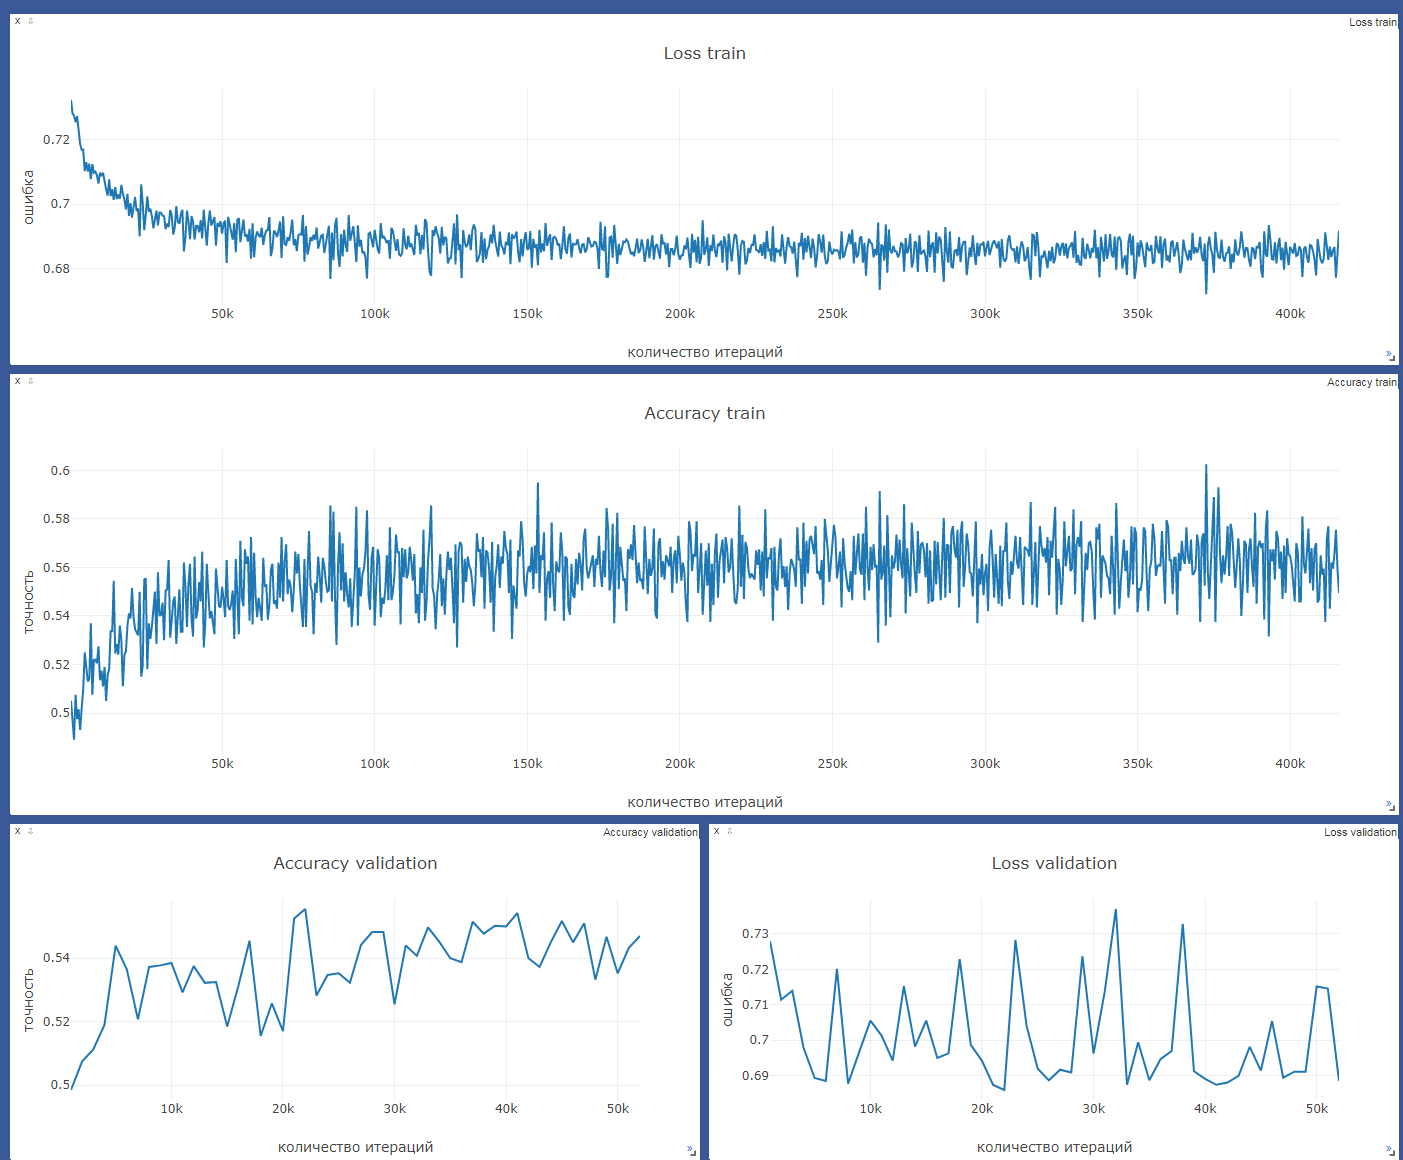 X ⇩ Loss train
Loss train
0.72
0.7
0.68
ошибка
50k 100k 150k 200k 250k 300k 350k 400k
количество итераций
»
X ⇩ Accuracy train
Accuracy train
0.6
0.58
0.56
0.54
0.52
0.5
точность
50k 100k 150k 200k 250k 300k 350k 400k
количество итераций
»
X ⇩ Accuracy validation
Accuracy validation
0.54
0.52
0.5
точность
10k 20k 30k 40k 50k
количество итераций
»
X ⇩ Loss validation
Loss validation
0.73
0.72
0.71
0.7
0.69
ошибка
10k 20k 30k 40k 50k
количество итераций
»